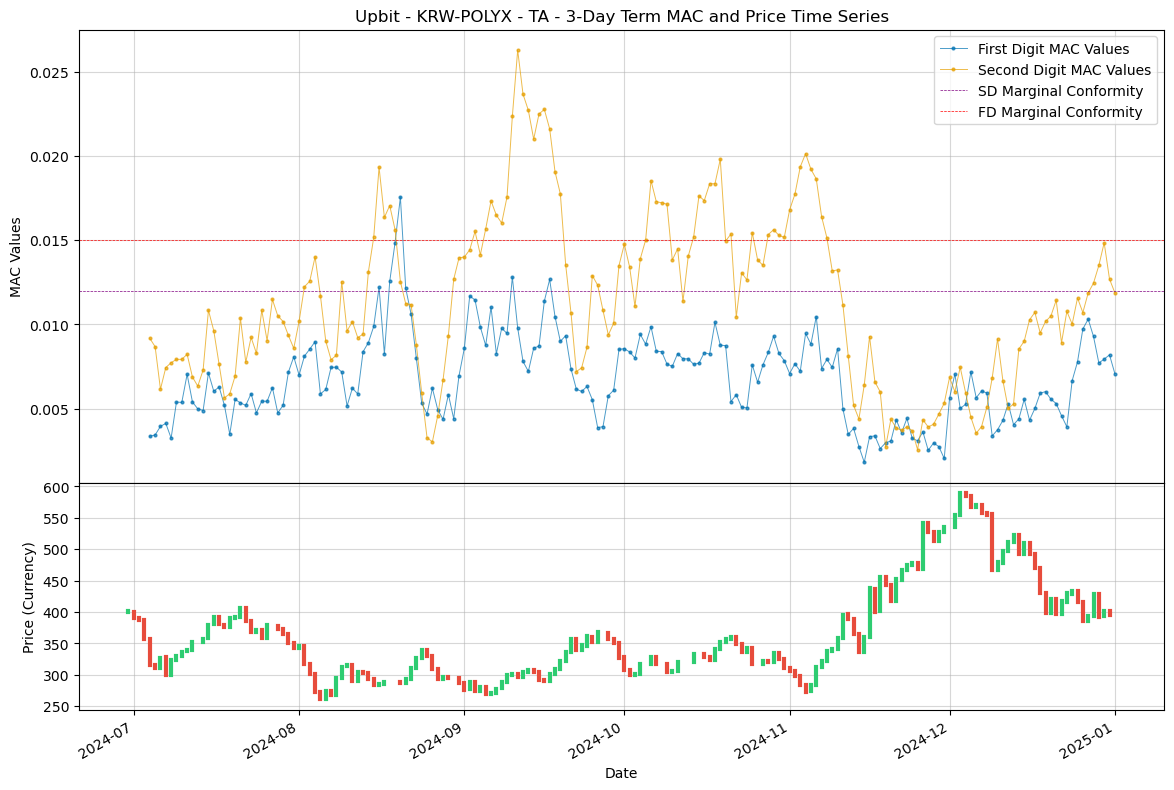 Upbit - KRW-POLYX - TA - 3-Day Term MAC and Price Time Series
First Digit MAC Values
Second Digit MAC Values
SD Marginal Conformity
FD Marginal Conformity
MAC Values
0.025
0.020
0.015
0.010
0.005
Price (Currency)
600
550
500
450
400
350
300
250
2024-07
2024-08
2024-09
2024-10
2024-11
2024-12
2025-01
Date